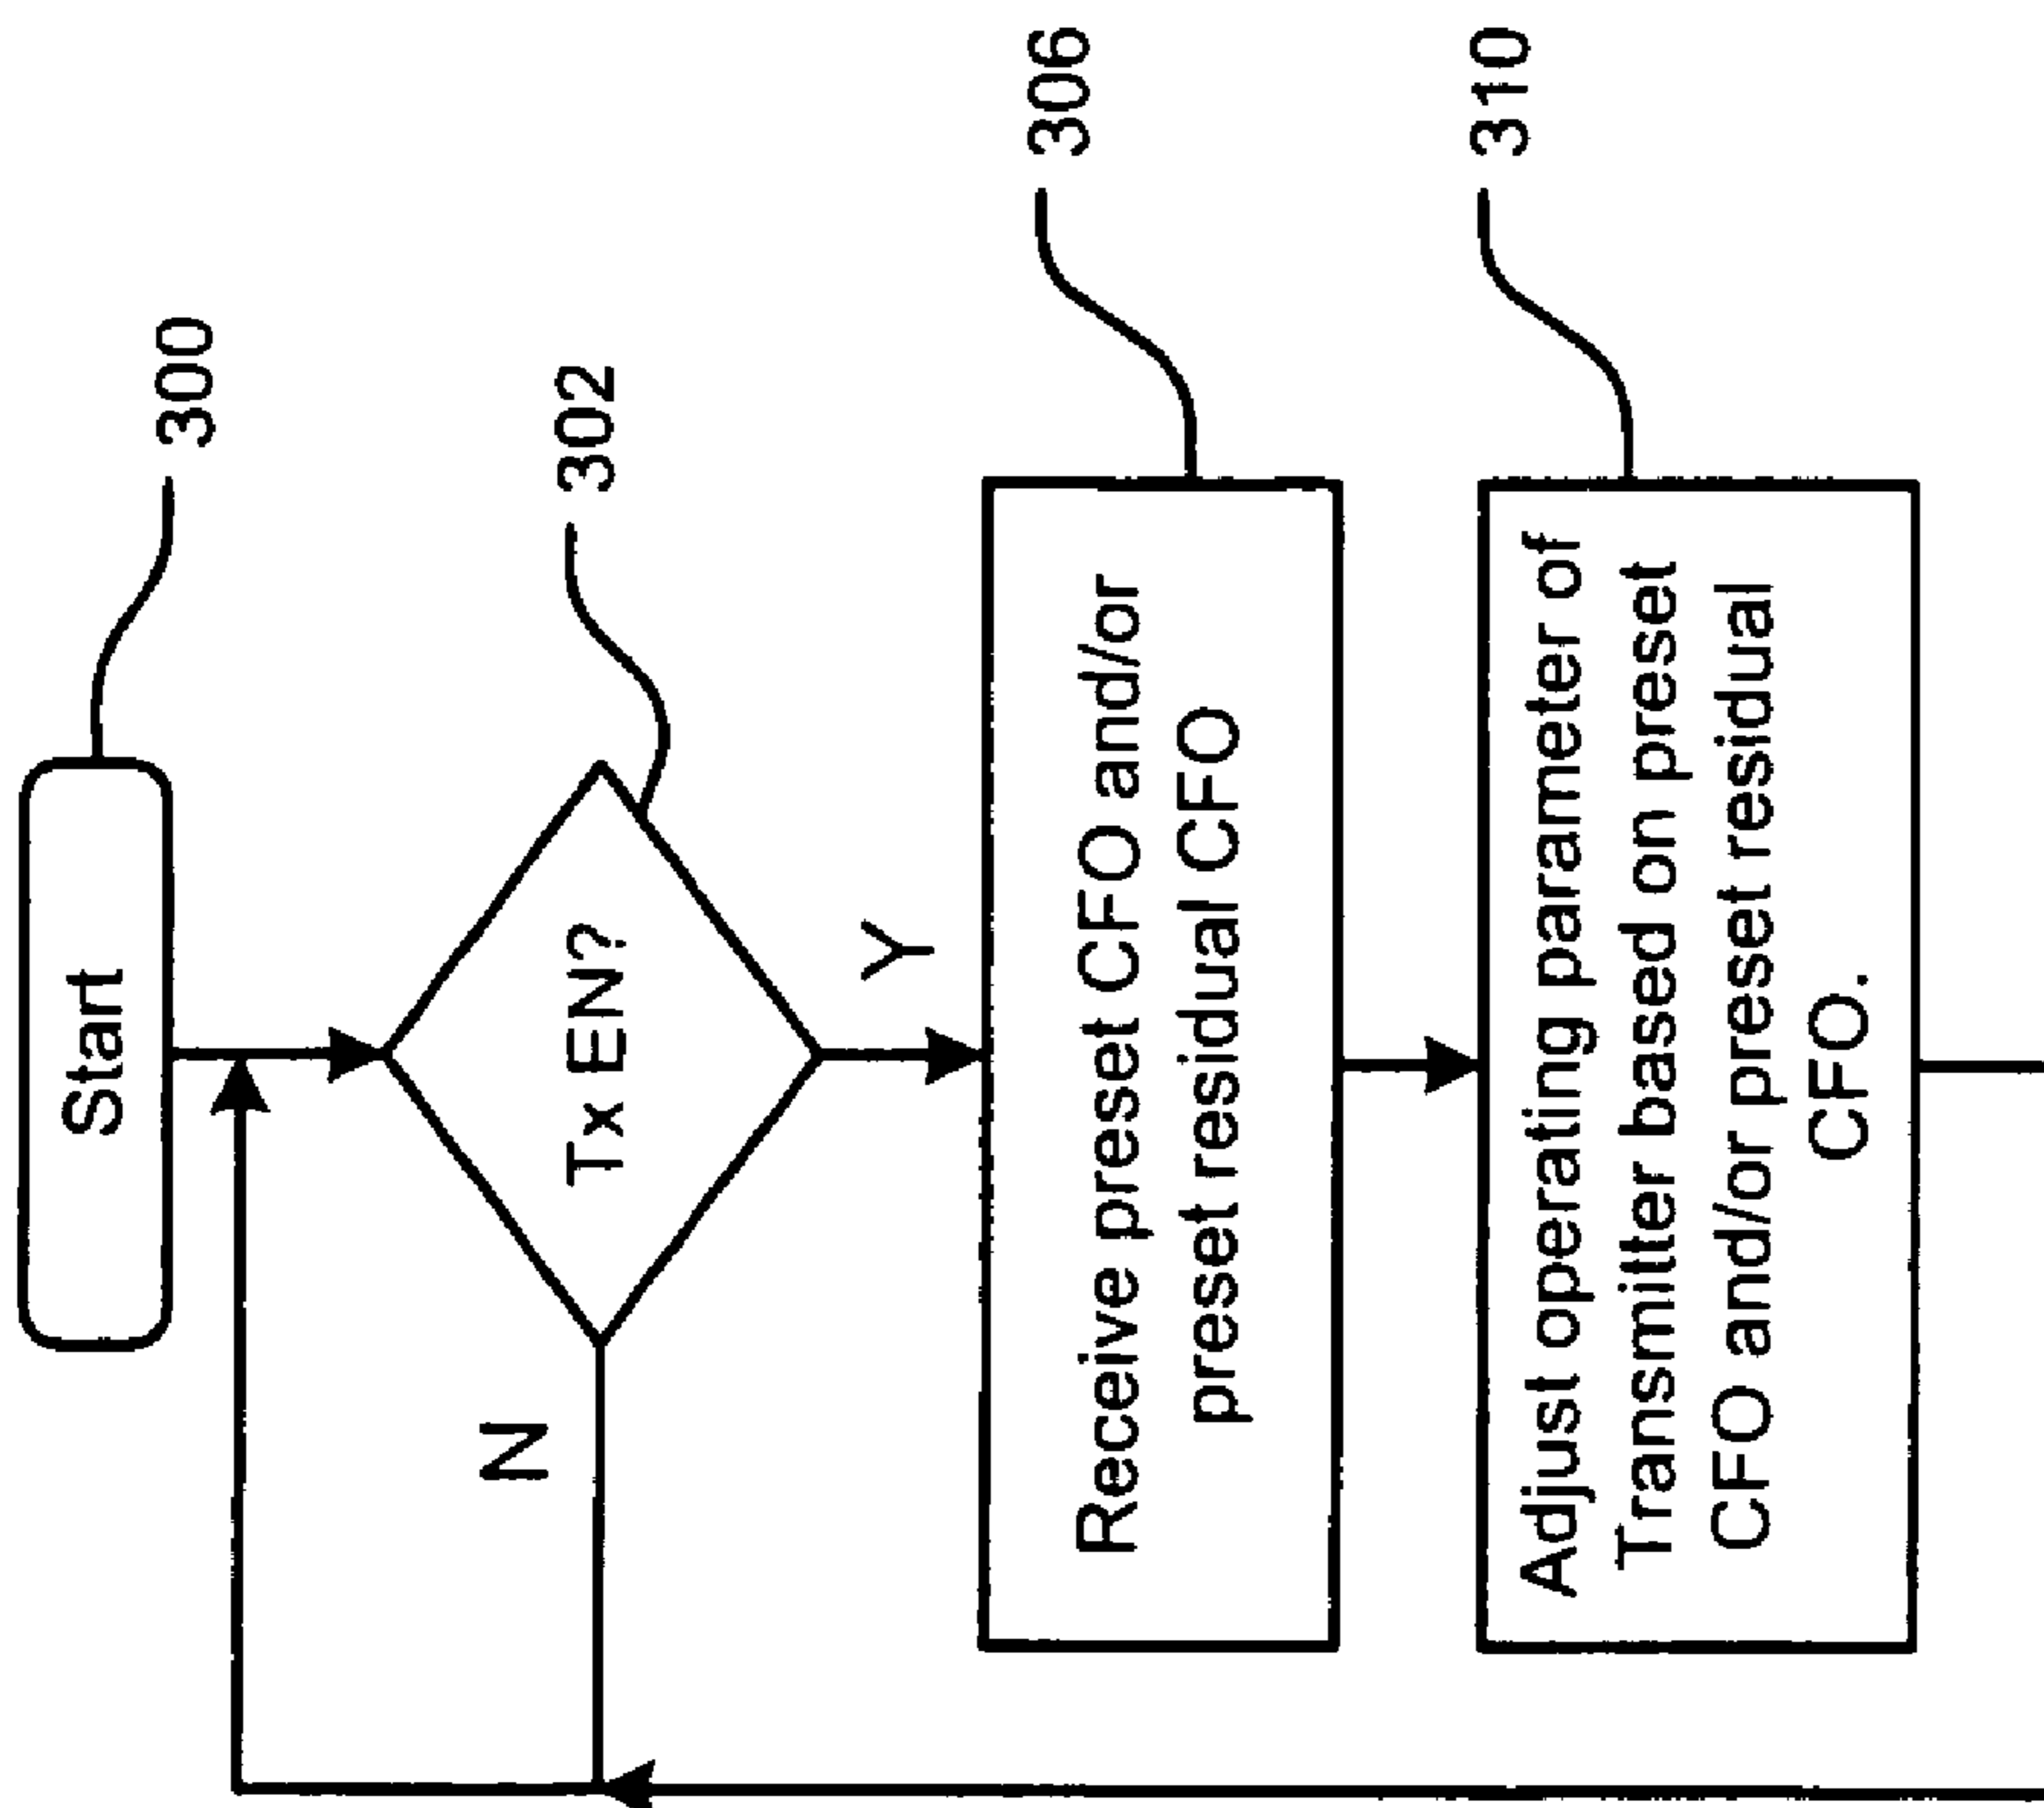 Start
300
Tx EN?
302
N
Y
Receive preset CFO and/or
preset residual CFO
306
Adjust operating parameter of
Transmitter based on preset
CFO and/or preset residual
CFO.
310